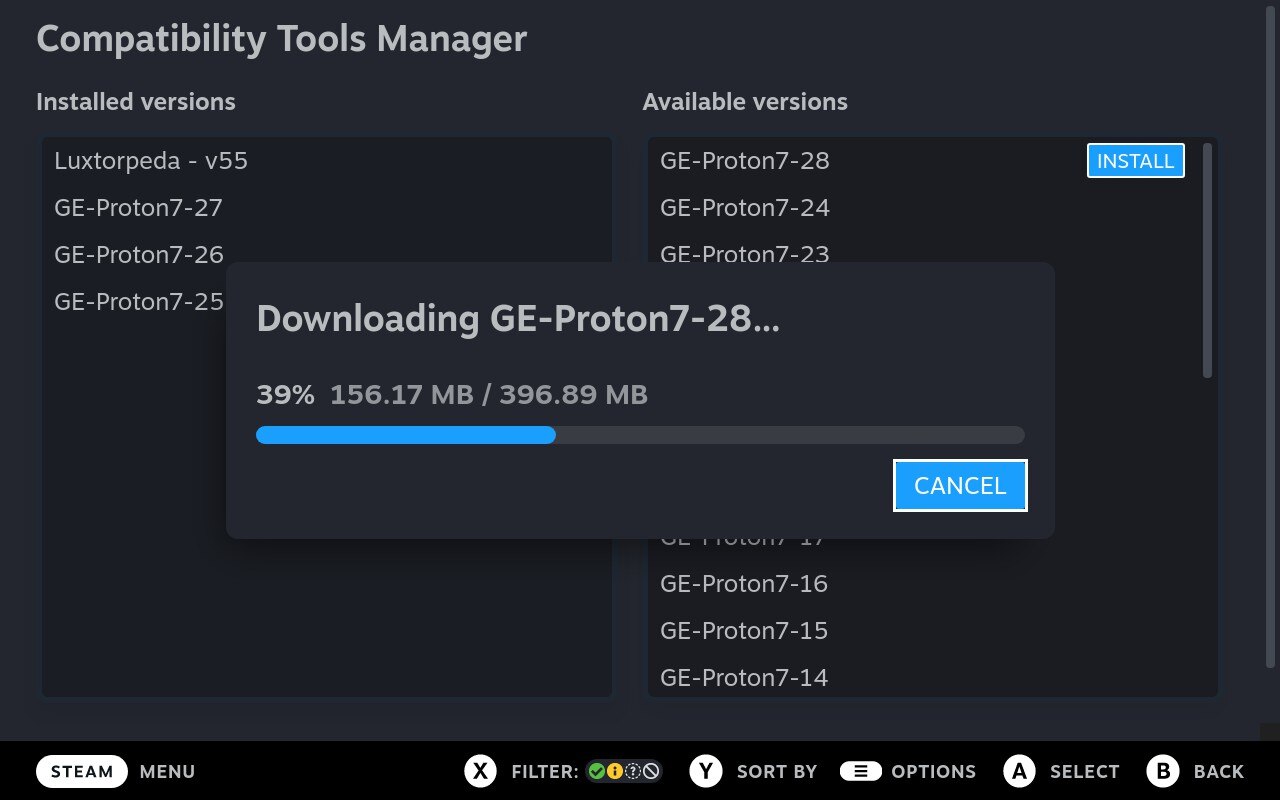 Compatibility Tools Manager
Installed versions
Available versions
Luxtorpeda - v55
GE-Proton7-27
GE-Proton7-26
GE-Proton7-25
GE-Proton7-28
INSTALL
GE-Proton7-24
GE-Proton7-23
Downloading GE-Proton7-28...
39% 156.17 MB / 396.89 MB
CANCEL
GE-Proton7-17
GE-Proton7-16
GE-Proton7-15
GE-Proton7-14
STEAM MENU
X FILTER: Y SORT BY OPTIONS A SELECT B BACK